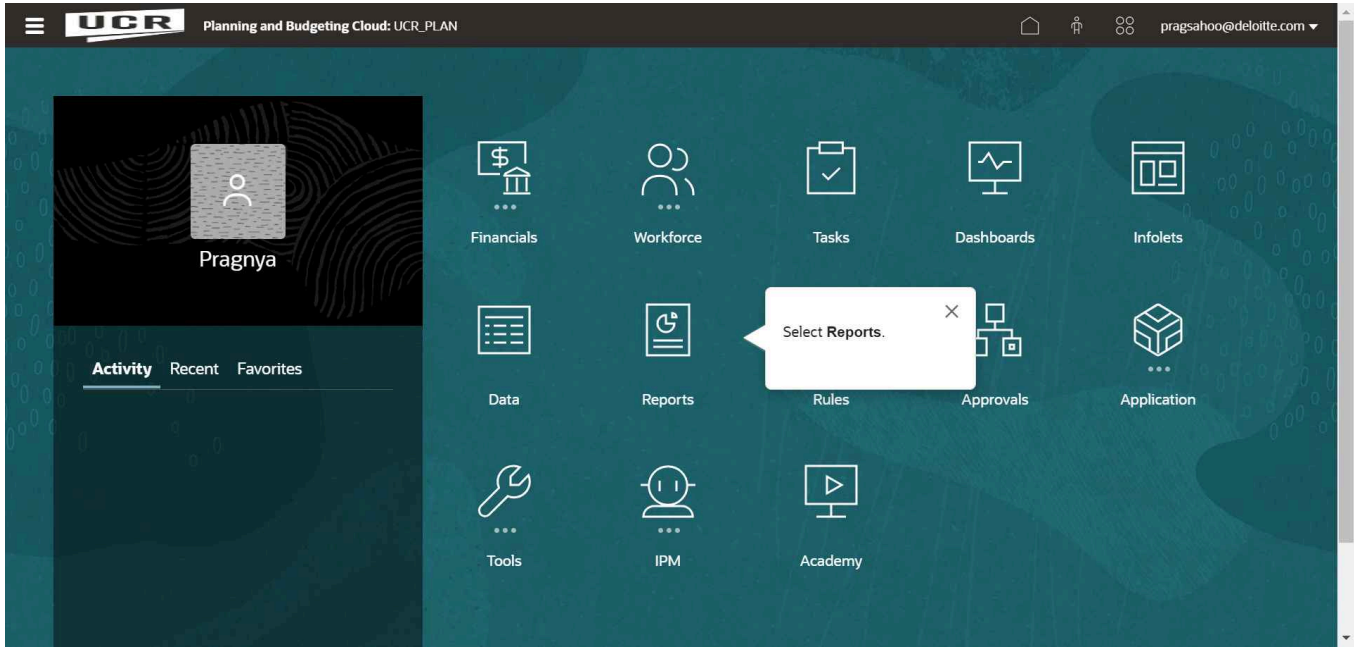 UCR Planning and Budgeting Cloud: UCR_PLAN pragsahoo@deloitte.com
Pragnya
Activity Recent Favorites
Financials Workforce Tasks Dashboards Infolets
Select Reports.
Data Reports Rules Approvals Application
Tools IPM Academy